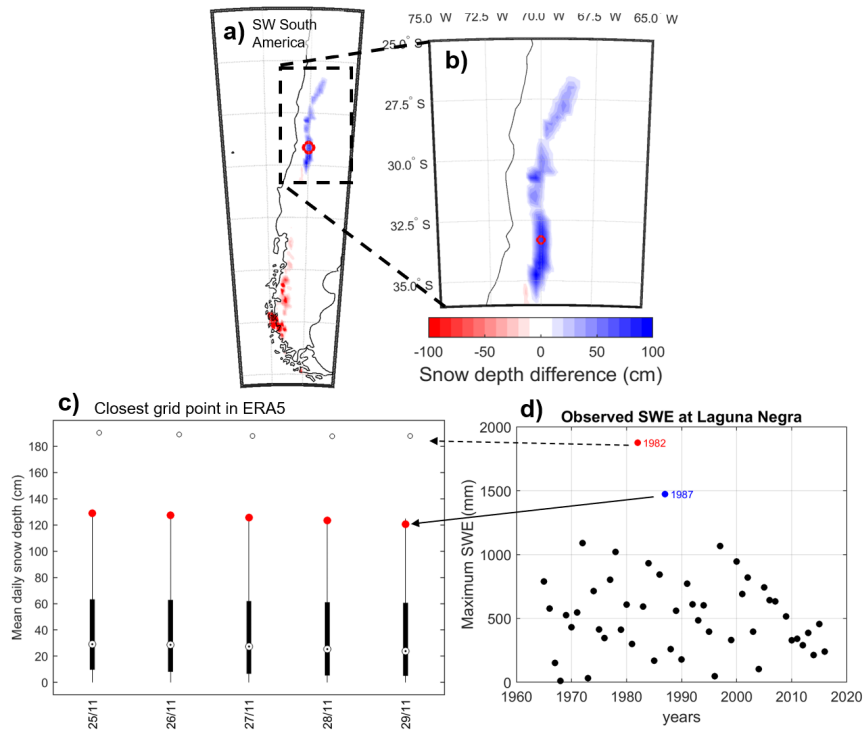 75.0° W 72.5° W 70.0° W 67.5° W 65.0° W
a) SW South
America
25.0° S
b)
27.5° S
30.0° S
32.5° S
35.0° S
-100 -50 0 50 100
Snow depth difference (cm)
c) Closest grid point in ERA5
180
160
140
120
100
80
60
40
20
0
Mean daily snow depth (cm)
25/11 26/11 27/11 28/11 29/11
d) Observed SWE at Laguna Negra
2000
1500
1000
500
0
Maximum SWE (mm)
1982
1987
1960 1970 1980 1990 2000 2010 2020
years